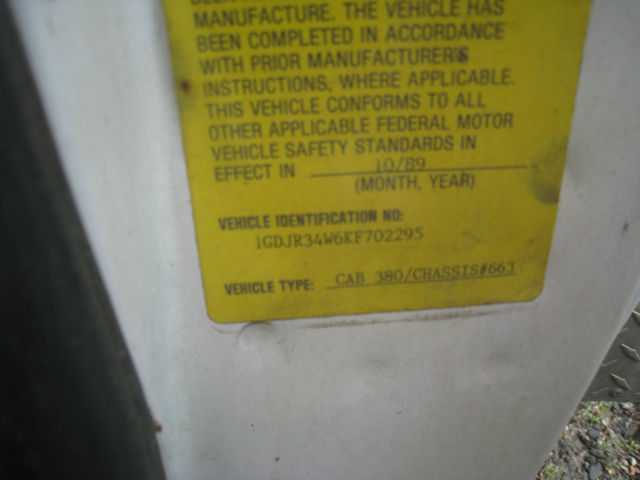 MANUFACTURE. THE VEHICLE HAS
BEEN COMPLETED IN ACCORDANCE
WITH PRIOR MANUFACTURER'S
INSTRUCTIONS, WHERE APPLICABLE.
THIS VEHICLE CONFORMS TO ALL
OTHER APPLICABLE FEDERAL MOTOR
VEHICLE SAFETY STANDARDS IN
EFFECT IN 10/89
(MONTH, YEAR)
VEHICLE IDENTIFICATION NO:
1GDJR34W6KF702295
VEHICLE TYPE: CAB 380/CHASSIS#663